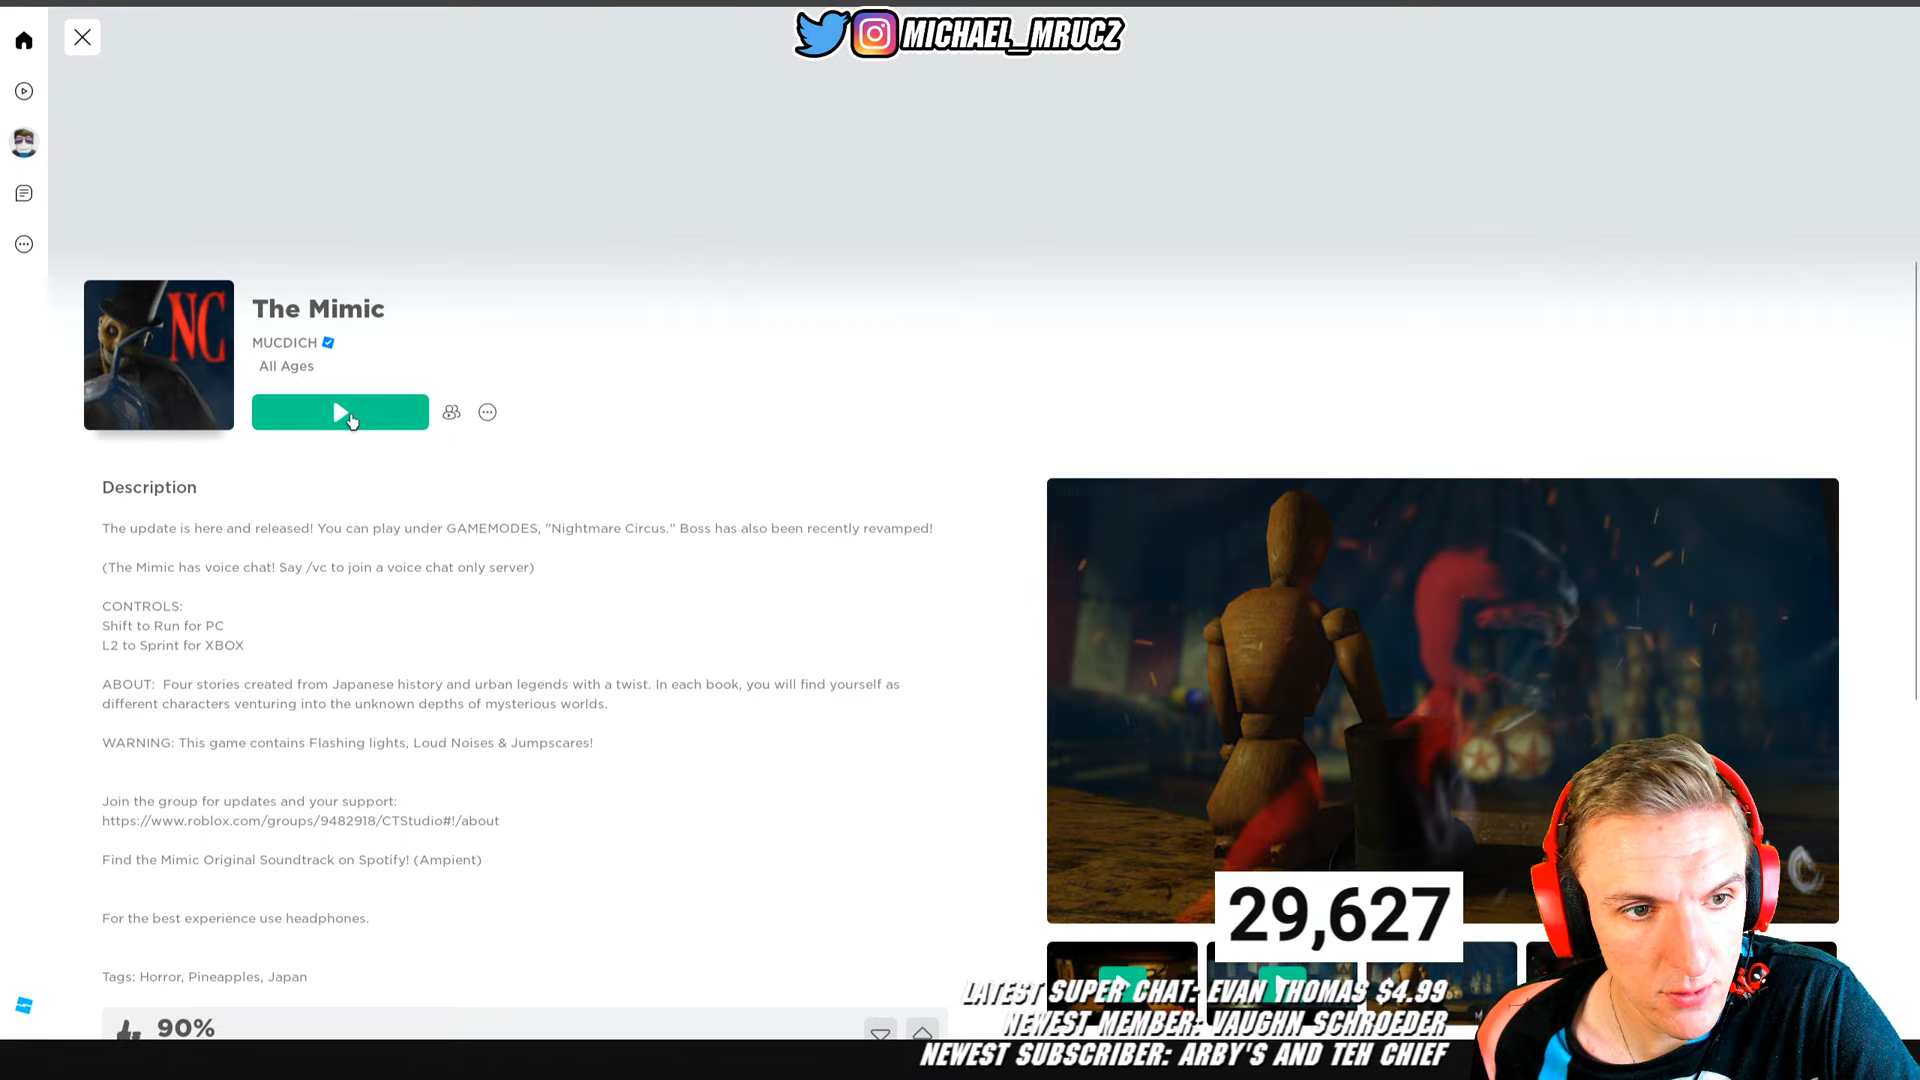 MICHAEL_MRUCZ
NC
The Mimic
MUCDICH
All Ages
Description
The update is here and released! You can play under GAMEMODES, "Nightmare Circus." Boss has also been recently revamped!
(The Mimic has voice chat! Say /vc to join a voice chat only server)
CONTROLS:
Shift to Run for PC
L2 to Sprint for XBOX
ABOUT:  Four stories created from Japanese history and urban legends with a twist. In each book, you will find yourself as
different characters venturing into the unknown depths of mysterious worlds.
WARNING: This game contains Flashing lights, Loud Noises & Jumpscares!
Join the group for updates and your support:
https://www.roblox.com/groups/9482918/CTStudio#!/about
Find the Mimic Original Soundtrack on Spotify! (Ampient)
For the best experience use headphones.
Tags: Horror, Pineapples, Japan
90%
29,627
LATEST SUPER CHAT: EVAN THOMAS $4.99
NEWEST MEMBER: VAUGHN SCHROEDER
NEWEST SUBSCRIBER: ARBY'S AND TEH CHIEF